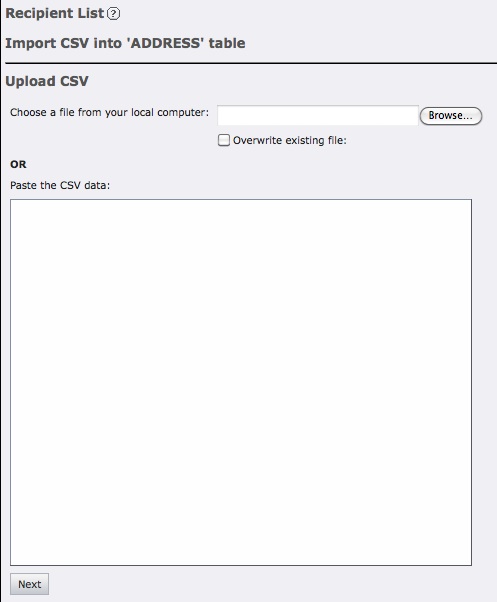 Recipient List ?
Import CSV into 'ADDRESS' table
Upload CSV
Choose a file from your local computer: Browse...
Overwrite existing file:
OR
Paste the CSV data:
Next